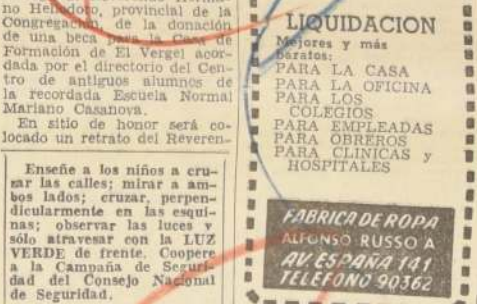 no Heliodoro, provincial de la
Congregación, de la donación
de una beca para la Casa de
Formación de El Vergel acor-
dada por el directorio del Cen-
tro de antiguos alumnos de
la recordada Escuela Normal
Mariano Casanova.
En sitio de honor será co-
locado un retrato del Reveren-
Enseñe a los niños a cru-
zar las calles; mirar a am-
bos lados; cruzar, perpen-
dicularmente en las esqui-
nas; observar las luces y
sólo atravesar con la LUZ
VERDE de frente. Coopere
a la Campaña de Seguri-
dad del Consejo Nacional
de Seguridad.
LIQUIDACION
Mejores y más
baratos:
PARA LA CASA
PARA LA OFICINA
PARA LOS
COLEGIOS
PARA EMPLEADAS
PARA OBREROS
PARA CLINICAS y
HOSPITALES
FABRICA DE ROPA
ALFONSO RUSSO A
AV. ESPAÑA 141
TELEFONO 90362